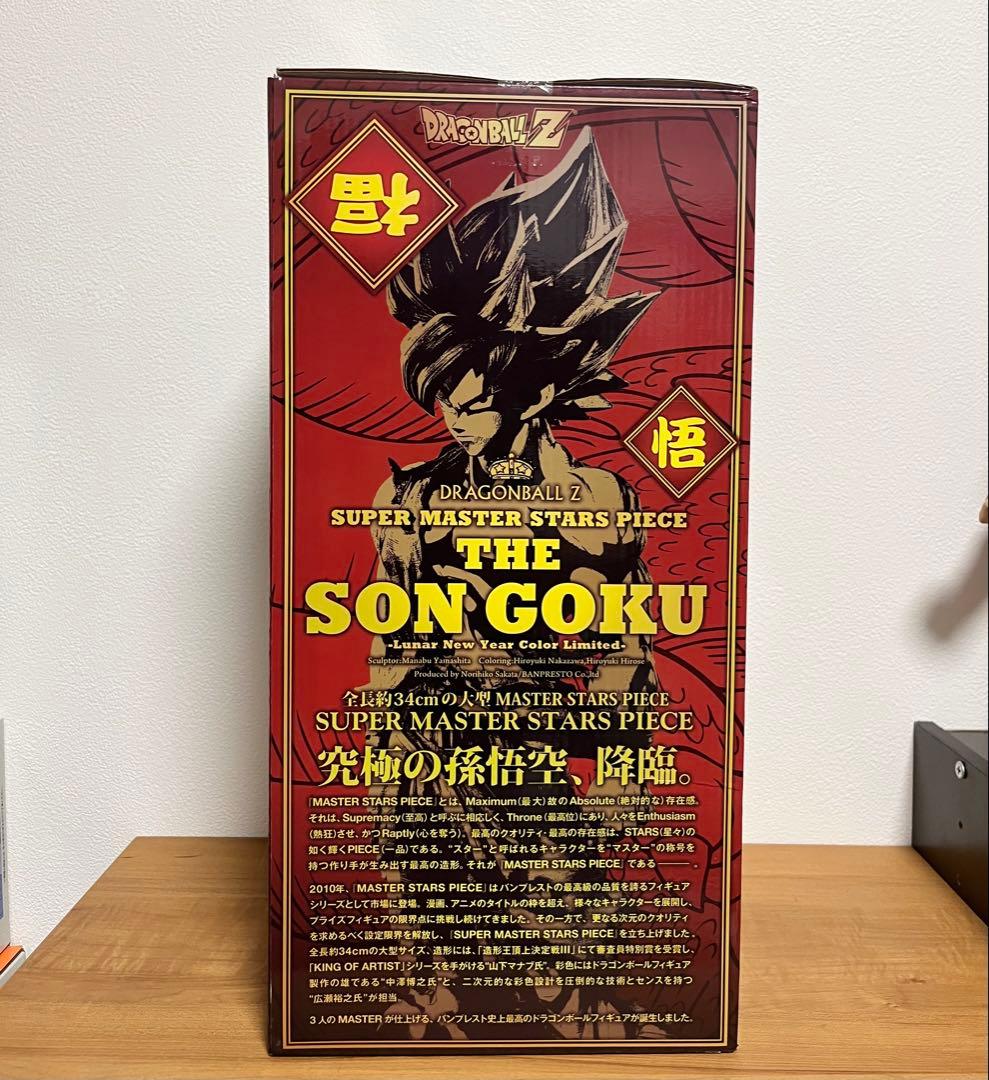 DRAGONBALL Z
福
悟
DRAGONBALL Z
SUPER MASTER STARS PIECE
THE
SON GOKU
-Lunar New Year Color Limited-
Sculptor:Manabu Yamashita Coloring:Hiroyuki Nakazawa,Hiroyuki Hirose
Produced by Norihiko Sakata/BANPRESTO Co.,ltd
全長約34cmの大型 MASTER STARS PIECE
SUPER MASTER STARS PIECE
究極の孫悟空、降臨。
「MASTER STARS PIECE」とは、Maximum(最大)故のAbsolute(絶対的な)存在感。
それは、Supremacy(至高)と呼ぶに相応しく、Throne(最高位)にあり、人々をEnthusiasm
(熱狂)させ、かつRaptly(心を奪う)。最高のクオリティ・最高の存在感は、STARS(星々)の
如く輝くPIECE(一品)である。"スター"と呼ばれるキャラクターを"マスター"の称号を
持つ作り手が生み出す最高の造形。それが「MASTER STARS PIECE」である―――。
2010年、「MASTER STARS PIECE」はバンプレストの最高級の品質を誇るフィギュア
シリーズとして市場に登場。漫画、アニメのタイトルの枠を超え、様々なキャラクターを展開し、
プライズフィギュアの限界点に挑戦し続けてきました。その一方で、更なる次元のクオリティ
を求めるべく設定限界を解放し、「SUPER MASTER STARS PIECE」を立ち上げました。
全長約34cmの大型サイズ、造形には、「造形王頂上決定戦III」にて審査員特別賞を受賞し、
「KING OF ARTIST」シリーズを手がける"山下マナブ氏"。彩色にはドラゴンボールフィギュア
製作の雄である"中澤博之氏"と、二次元的な彩色設計を圧倒的な技術とセンスを持つ
"広瀬裕之氏"が担当。
3人のMASTERが仕上げる、バンプレスト史上最高のドラゴンボールフィギュアが誕生しました。